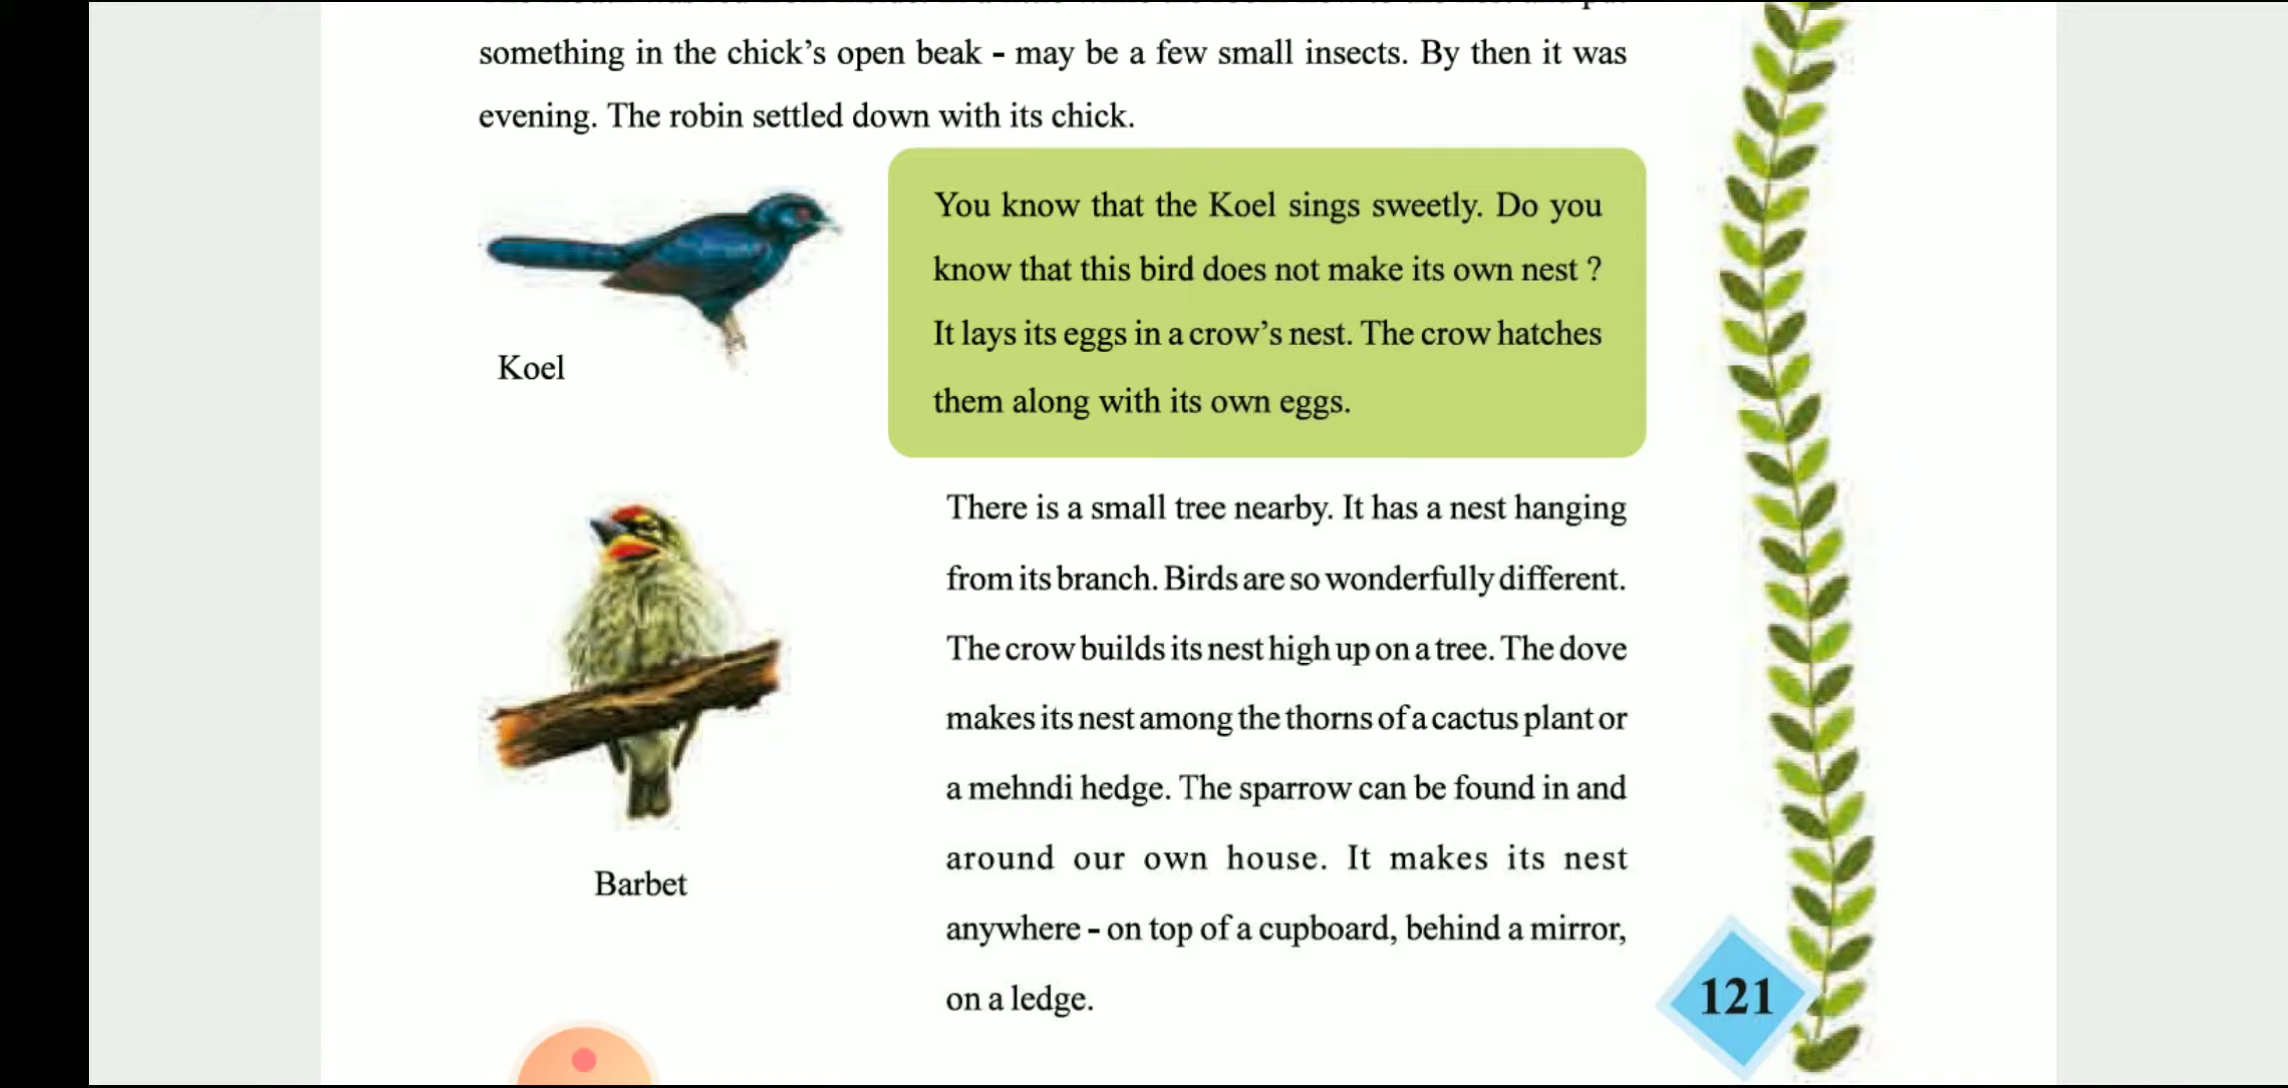 something in the chick's open beak - may be a few small insects. By then it was
evening. The robin settled down with its chick.
You know that the Koel sings sweetly. Do you
know that this bird does not make its own nest ?
It lays its eggs in a crow's nest. The crow hatches
them along with its own eggs.
Koel
There is a small tree nearby. It has a nest hanging
from its branch. Birds are so wonderfully different.
The crow builds its nest high up on a tree. The dove
makes its nest among the thorns of a cactus plant or
a mehndi hedge. The sparrow can be found in and
around our own house. It makes its nest
anywhere - on top of a cupboard, behind a mirror,
on a ledge.
Barbet
121